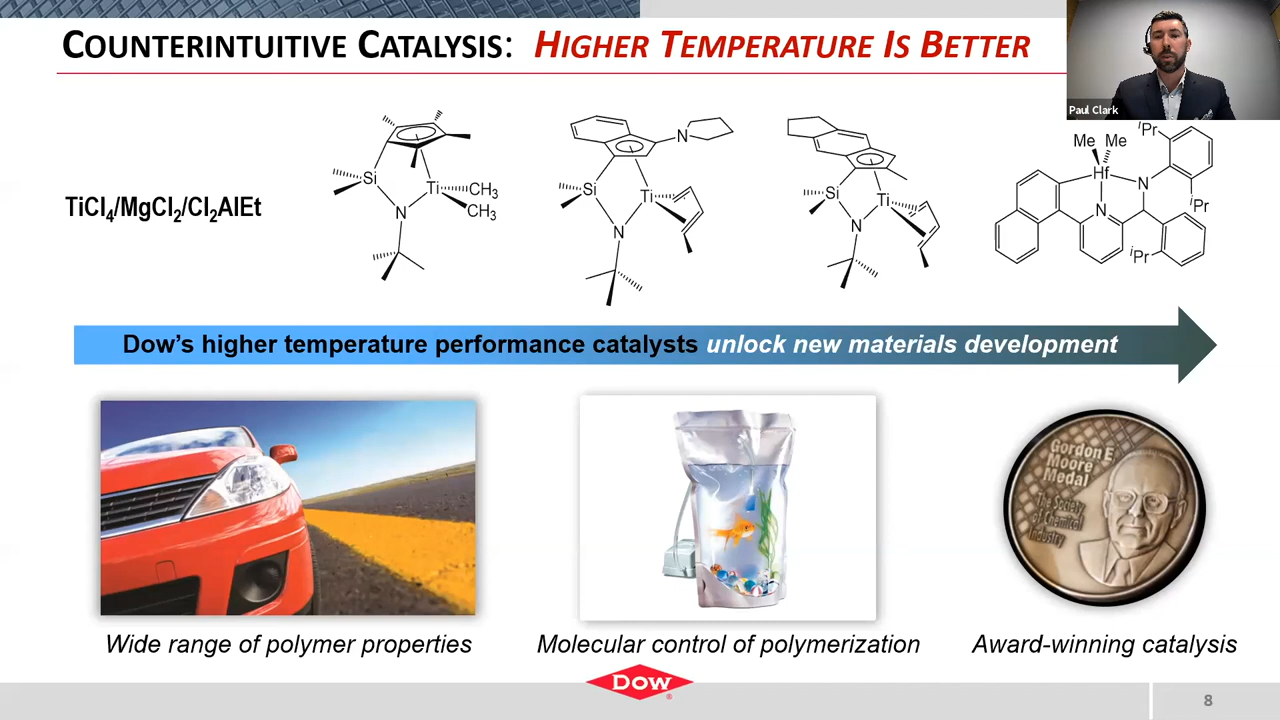 COUNTERINTUITIVE CATALYSIS: HIGHER TEMPERATURE IS BETTER
Paul Clark
TiCl4/MgCl2/Cl2AlEt
Si
Ti
CH3
CH3
N
N
Si
Ti
N
Si
Ti
N
Me Me
iPr
Hf
N
N
iPr
iPr
Dow's higher temperature performance catalysts unlock new materials development
Gordon E
Moore
Medal
The Society
of Chemical
Industry
Wide range of polymer properties
Molecular control of polymerization
Award-winning catalysis
DOW
8